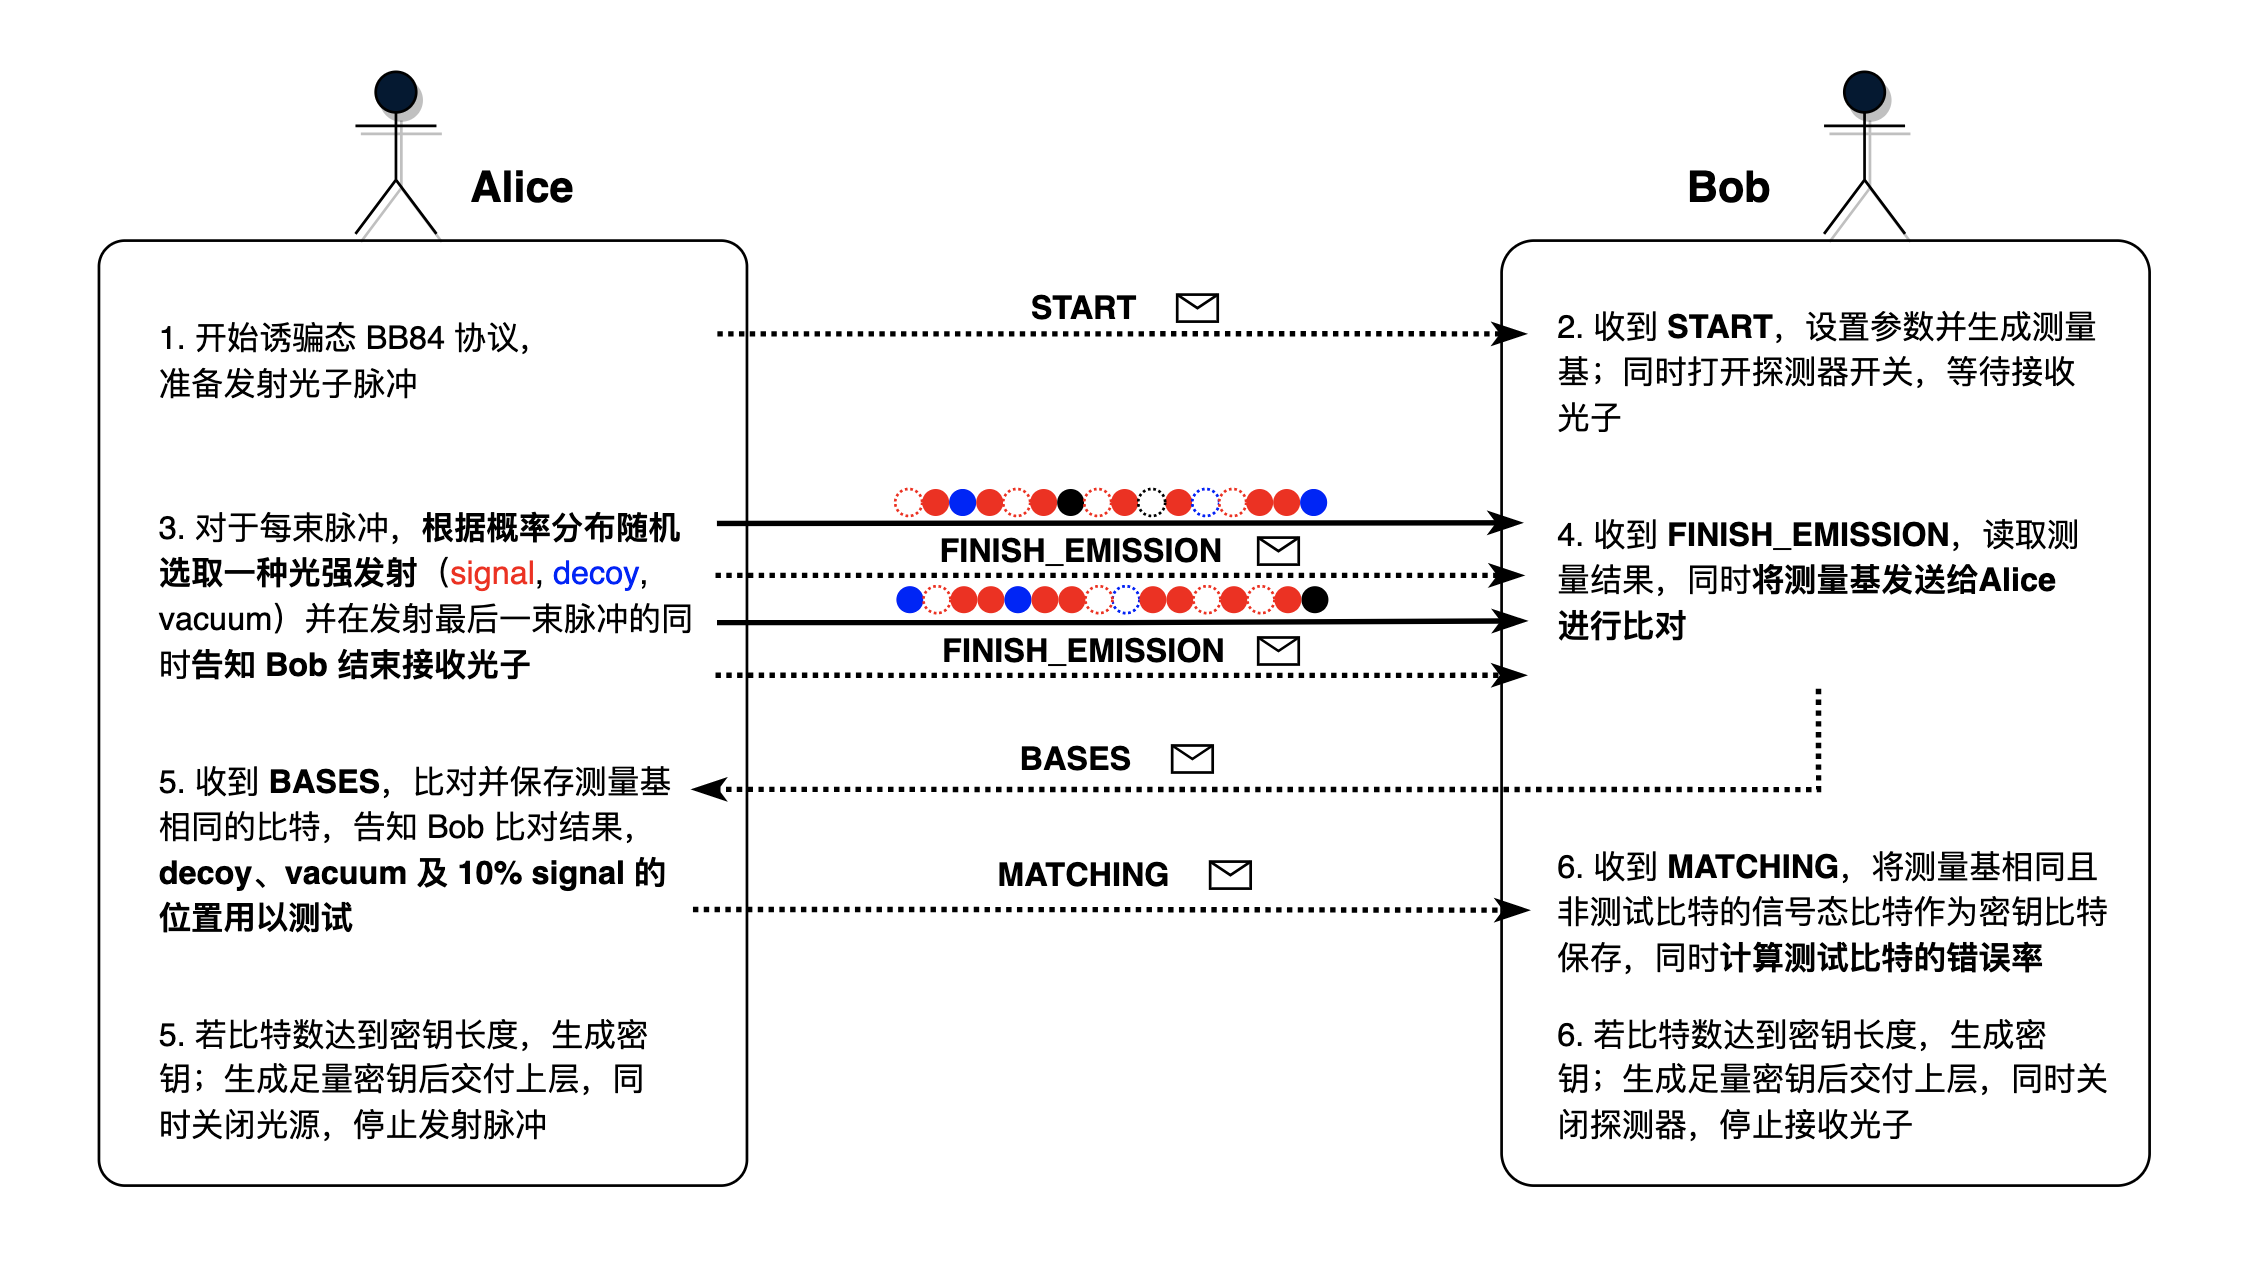 Alice
Bob
1. 开始诱骗态 BB84 协议，
准备发射光子脉冲
START
2. 收到 START，设置参数并生成测量
基；同时打开探测器开关，等待接收
光子
3. 对于每束脉冲，根据概率分布随机
选取一种光强发射（signal, decoy,
vacuum）并在发射最后一束脉冲的同
时告知 Bob 结束接收光子
FINISH_EMISSION
FINISH_EMISSION
4. 收到 FINISH_EMISSION，读取测
量结果，同时将测量基发送给Alice
进行比对
BASES
5. 收到 BASES，比对并保存测量基
相同的比特，告知 Bob 比对结果，
decoy、vacuum 及 10% signal 的
位置用以测试
MATCHING
6. 收到 MATCHING，将测量基相同且
非测试比特的信号态比特作为密钥比特
保存，同时计算测试比特的错误率
5. 若比特数达到密钥长度，生成密
钥；生成足量密钥后交付上层，同
时关闭光源，停止发射脉冲
6. 若比特数达到密钥长度，生成密
钥；生成足量密钥后交付上层，同时关
闭探测器，停止接收光子